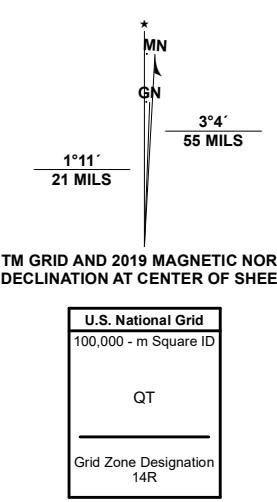 ★
MN
GN
3°4´
55 MILS
1°11´
21 MILS
TM GRID AND 2019 MAGNETIC NOR
DECLINATION AT CENTER OF SHEE
U.S. National Grid
100,000 - m Square ID
QT
Grid Zone Designation
14R